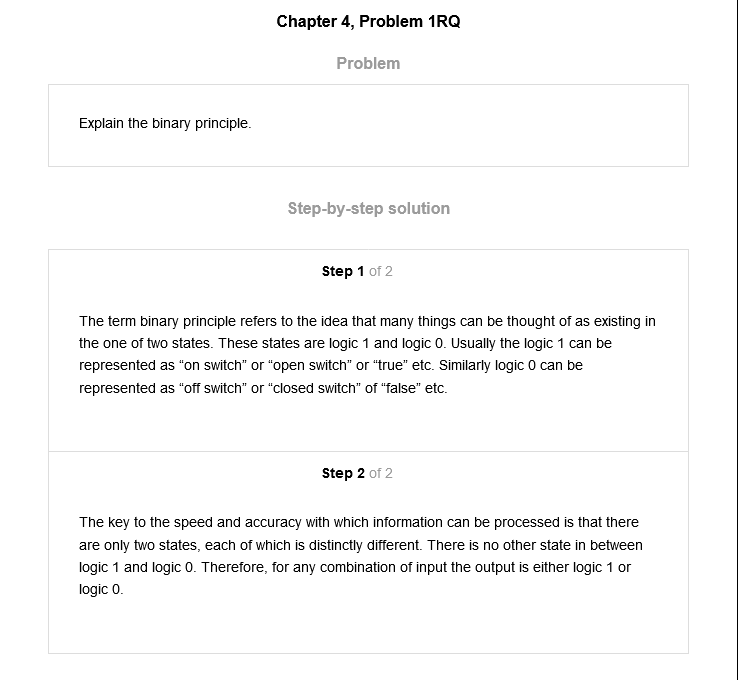 Chapter 4, Problem 1RQ
Problem
Explain the binary principle.
Step-by-step solution
Step 1 of 2
The term binary principle refers to the idea that many things can be thought of as existing in
the one of two states. These states are logic 1 and logic 0. Usually the logic 1 can be
represented as “on switch” or “open switch” or “true” etc. Similarly logic 0 can be
represented as “off switch” or “closed switch” of “false” etc.
Step 2 of 2
The key to the speed and accuracy with which information can be processed is that there
are only two states, each of which is distinctly different. There is no other state in between
logic 1 and logic 0. Therefore, for any combination of input the output is either logic 1 or
logic 0.